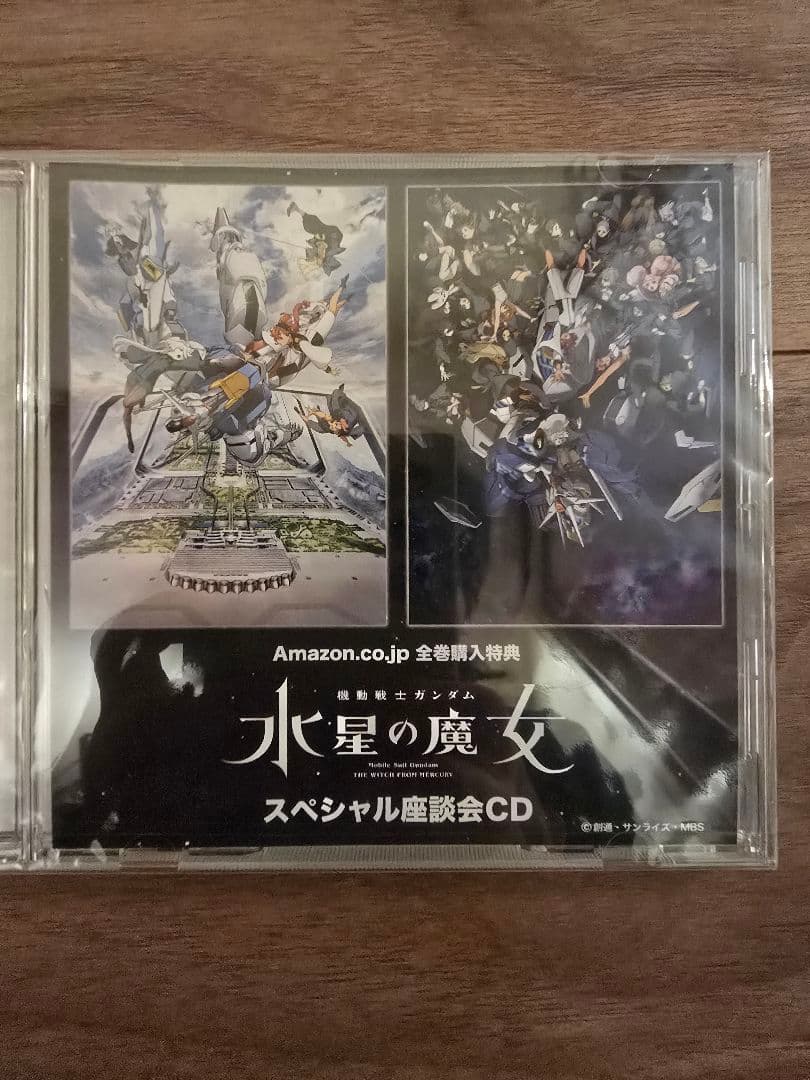 Amazon.co.jp 全巻購入特典
機動戦士ガンダム
水星の魔女
Mobile Suit Gundam
THE WITCH FROM MERCURY
スペシャル座談会CD
©創通・サンライズ・MBS